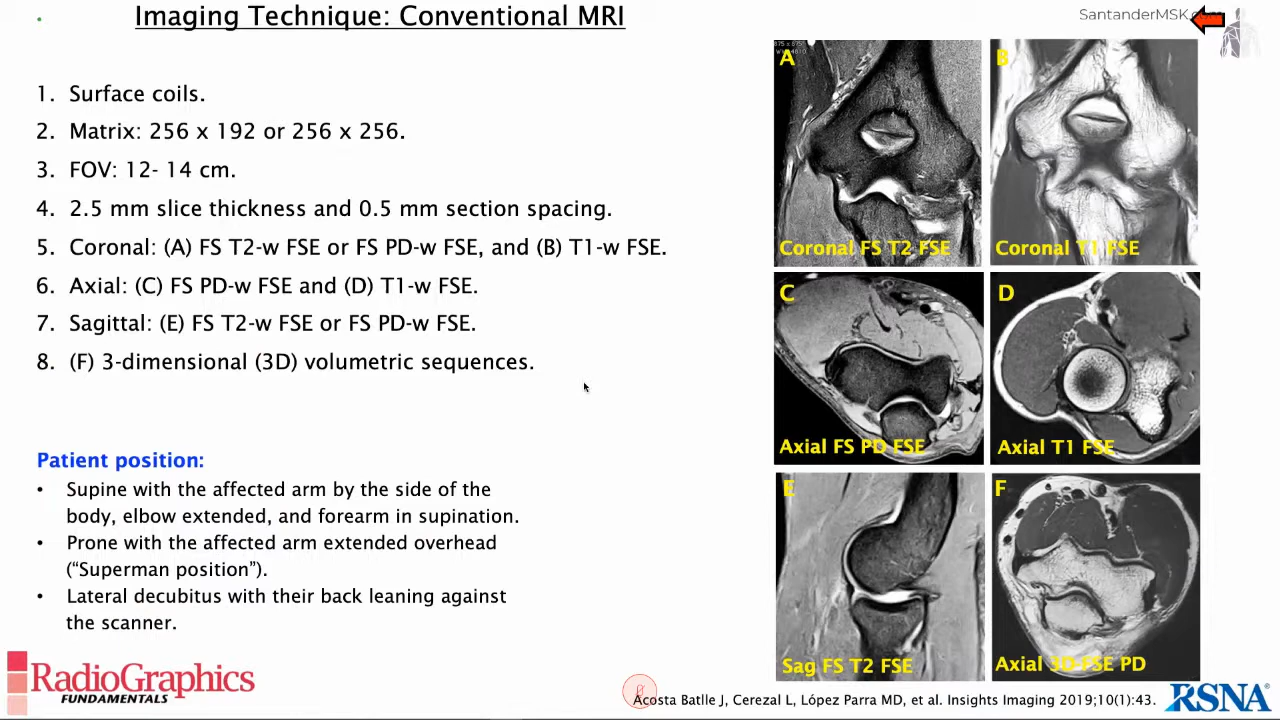 Imaging Technique: Conventional MRI
SantanderMSK.com
1. Surface coils.
2. Matrix: 256 x 192 or 256 x 256.
3. FOV: 12- 14 cm.
4. 2.5 mm slice thickness and 0.5 mm section spacing.
5. Coronal: (A) FS T2-w FSE or FS PD-w FSE, and (B) T1-w FSE.
6. Axial: (C) FS PD-w FSE and (D) T1-w FSE.
7. Sagittal: (E) FS T2-w FSE or FS PD-w FSE.
8. (F) 3-dimensional (3D) volumetric sequences.
Patient position:
• Supine with the affected arm by the side of the
body, elbow extended, and forearm in supination.
• Prone with the affected arm extended overhead
(“Superman position”).
• Lateral decubitus with their back leaning against
the scanner.
A
Coronal FS T2 FSE
B
Coronal T1 FSE
C
Axial FS PD FSE
D
Axial T1 FSE
E
Sag FS T2 FSE
F
Axial 3D-FSE PD
RadioGraphics
FUNDAMENTALS
Acosta Batlle J, Cerezal L, López Parra MD, et al. Insights Imaging 2019;10(1):43.
RSNA